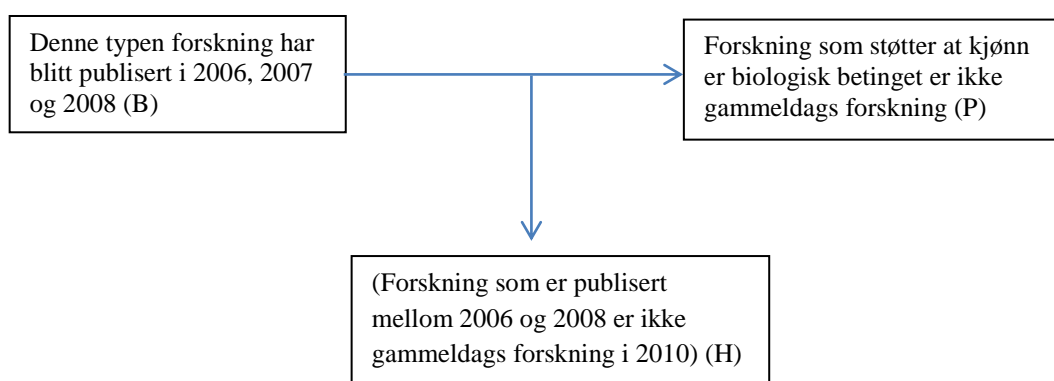 Denne typen forskning har
blitt publisert i 2006, 2007
og 2008 (B)
Forskning som støtter at kjønn
er biologisk betinget er ikke
gammeldags forskning (P)
(Forskning som er publisert
mellom 2006 og 2008 er ikke
gammeldags forskning i 2010) (H)